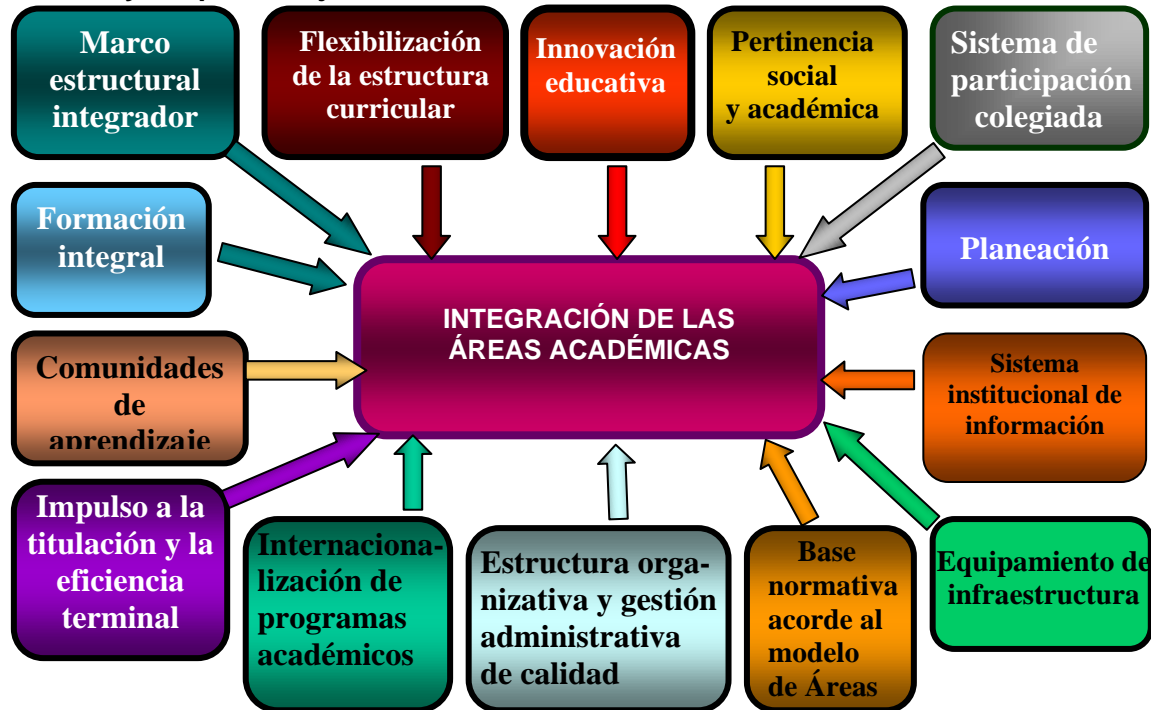 Marco
estructural
integrador
Flexibilización
de la estructura
curricular
Innovación
educativa
Pertinencia
social
y académica
Sistema de
participación
colegiada
Formación
integral
Planeación
INTEGRACIÓN DE LAS
ÁREAS ACADÉMICAS
Comunidades
de
aprendizaje
Sistema
institucional de
información
Impulso a la
titulación y la
eficiencia
terminal
Internaciona-
lización de
programas
académicos
Estructura orga-
nizativa y gestión
administrativa
de calidad
Base
normativa
acorde al
modelo
de Áreas
Equipamiento de
infraestructura